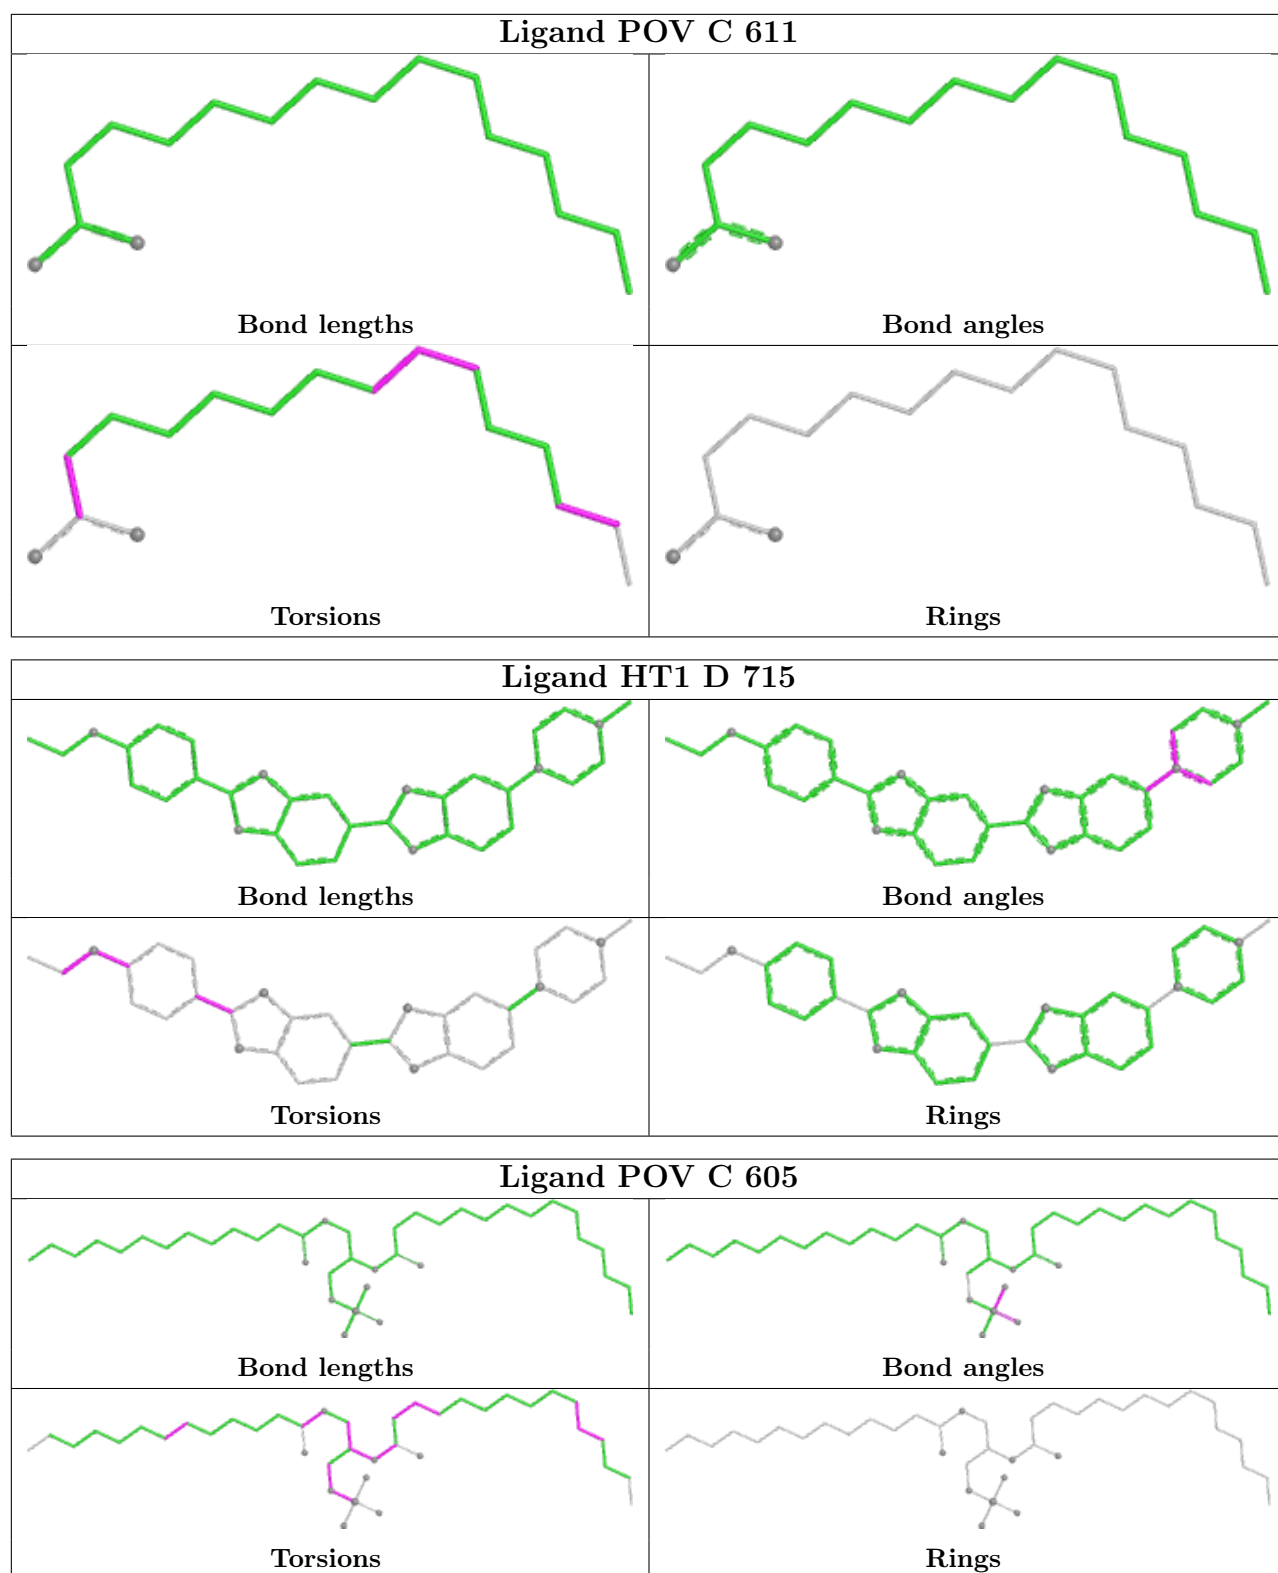 Ligand POV C 611
Bond lengths
Bond angles
Torsions
Rings
Ligand HT1 D 715
Bond lengths
Bond angles
Torsions
Rings
Ligand POV C 605
Bond lengths
Bond angles
Torsions
Rings